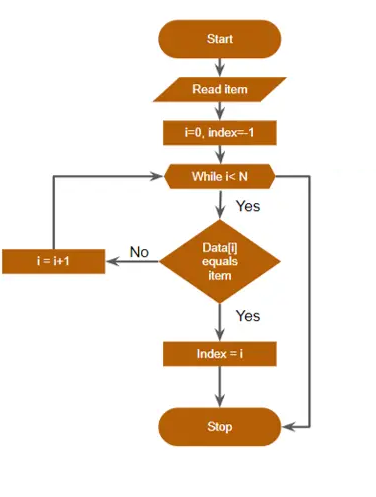 Start
Read item
i=0, index=-1
While i< N
Yes
Data[i]
equals
item
No
i = i+1
Yes
Index = i
Stop